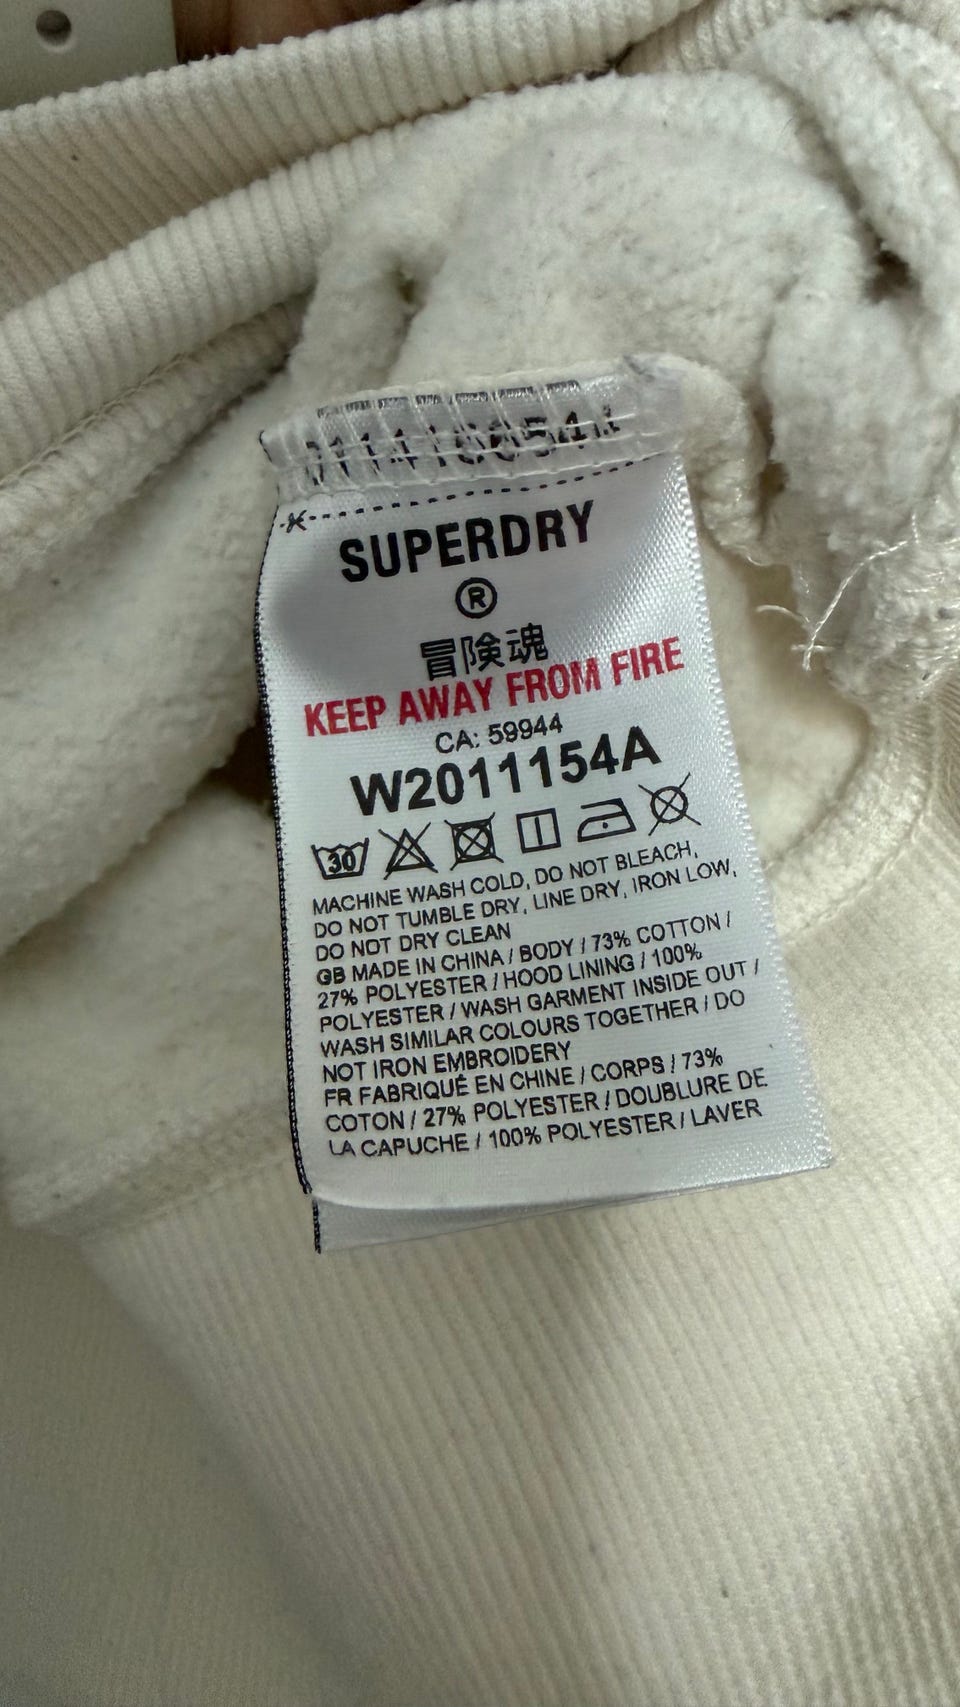 SUPERDRY
®
冒険魂
KEEP AWAY FROM FIRE
CA: 59944
W2011154A
30
MACHINE WASH COLD, DO NOT BLEACH,
DO NOT TUMBLE DRY, LINE DRY, IRON LOW,
DO NOT DRY CLEAN
GB MADE IN CHINA / BODY / 73% COTTON /
27% POLYESTER / HOOD LINING / 100%
POLYESTER / WASH GARMENT INSIDE OUT /
WASH SIMILAR COLOURS TOGETHER / DO
NOT IRON EMBROIDERY
FR FABRIQUÉ EN CHINE / CORPS / 73%
COTON / 27% POLYESTER / DOUBLURE DE
LA CAPUCHE / 100% POLYESTER / LAVER